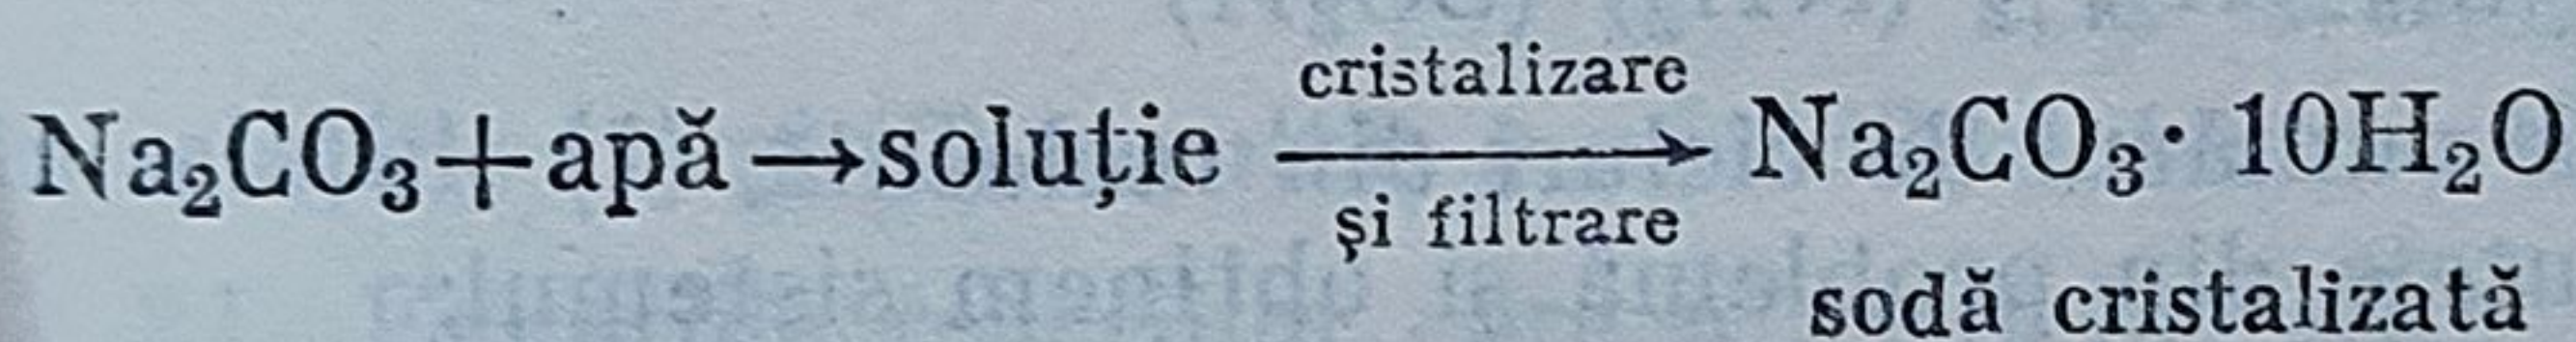 cristalizare
Na₂CO₃+apă→soluție → Na₂CO₃· 10H₂O
și filtrare
sodă cristalizată